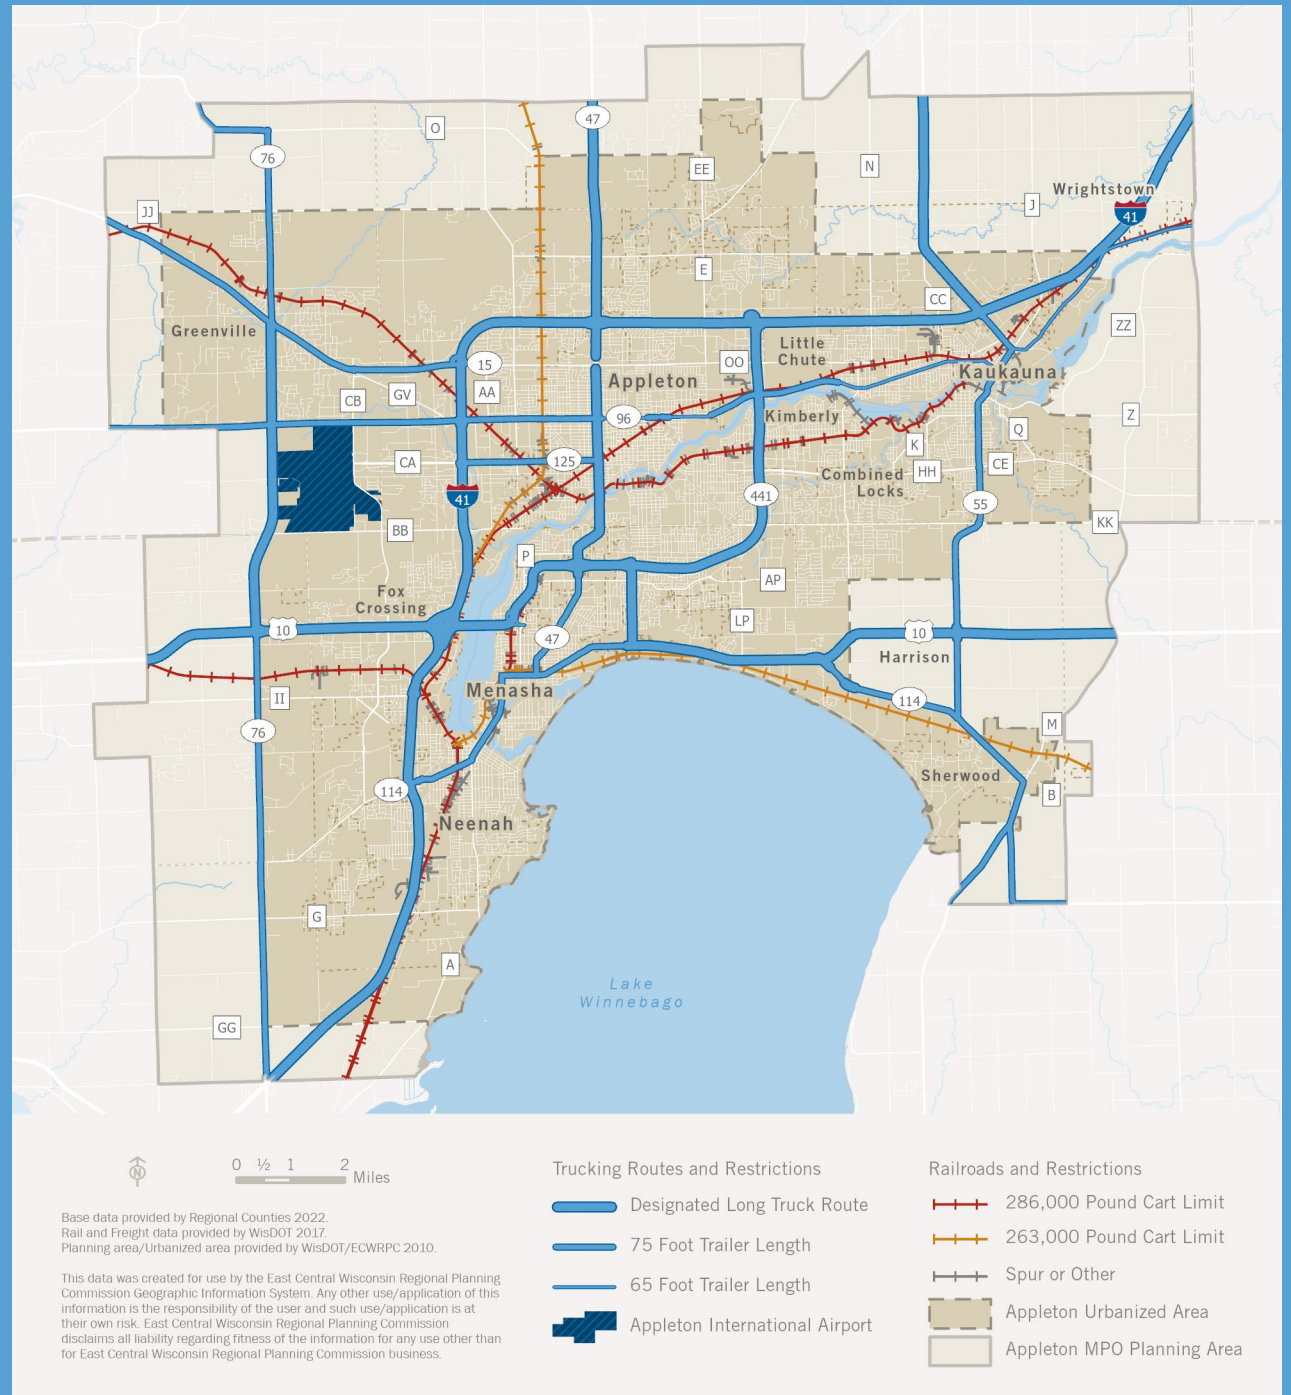 47
O
76
EE
N
Wrightstown
J
JJ
41
E
CC
ZZ
Greenville
Little
Chute
15
OO
Kaukauna
Appleton
AA
GV
CB
96
Kimberly
Z
Q
K
125
CA
Combined
Locks
HH
CE
41
441
55
KK
BB
P
AP
Fox
Crossing
LP
10
47
10
Harrison
Menasha
II
114
76
M
Sherwood
114
B
Neenah
G
A
Lake
Winnebago
GG
N
0 ½ 1 2
Miles
Base data provided by Regional Counties 2022.
Rail and Freight data provided by WisDOT 2017.
Planning area/Urbanized area provided by WisDOT/ECWRPC 2010.
This data was created for use by the East Central Wisconsin Regional Planning
Commission Geographic Information System. Any other use/application of this
information is the responsibility of the user and such use/application is at
their own risk. East Central Wisconsin Regional Planning Commission
disclaims all liability regarding fitness of the information for any use other than
for East Central Wisconsin Regional Planning Commission business.
Trucking Routes and Restrictions
Designated Long Truck Route
75 Foot Trailer Length
65 Foot Trailer Length
Appleton International Airport
Railroads and Restrictions
286,000 Pound Cart Limit
263,000 Pound Cart Limit
Spur or Other
Appleton Urbanized Area
Appleton MPO Planning Area